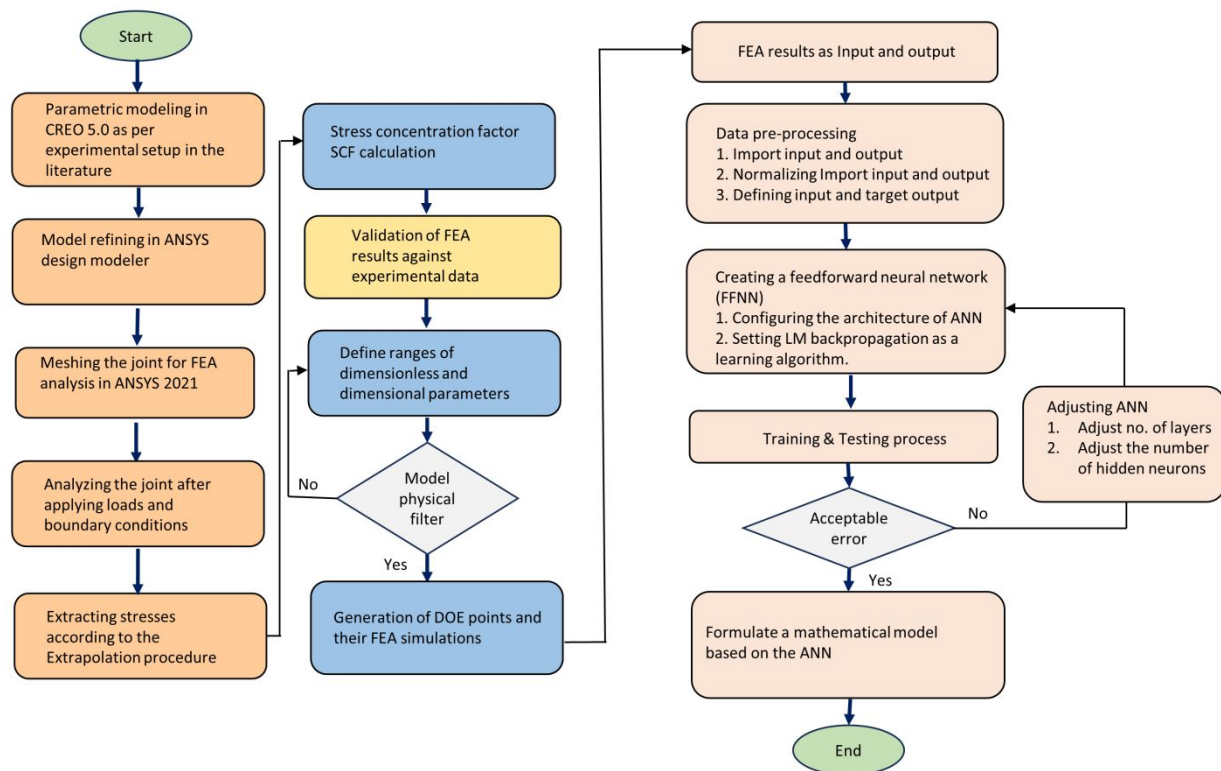 Start
Parametric modeling in
CREO 5.0 as per
experimental setup in the
literature
Model refining in ANSYS
design modeler
Meshing the joint for FEA
analysis in ANSYS 2021
Analyzing the joint after
applying loads and
boundary conditions
Extracting stresses
according to the
Extrapolation procedure
Stress concentration factor
SCF calculation
Validation of FEA
results against
experimental data
Define ranges of
dimensionless and
dimensional parameters
No
Model
physical
filter
Yes
Generation of DOE points and
their FEA simulations
FEA results as Input and output
Data pre-processing
1. Import input and output
2. Normalizing Import input and output
3. Defining input and target output
Creating a feedforward neural network
(FFNN)
1. Configuring the architecture of ANN
2. Setting LM backpropagation as a
learning algorithm.
Training & Testing process
Acceptable
error
No
Adjusting ANN
1. Adjust no. of layers
2. Adjust the number
of hidden neurons
Yes
Formulate a mathematical model
based on the ANN
End